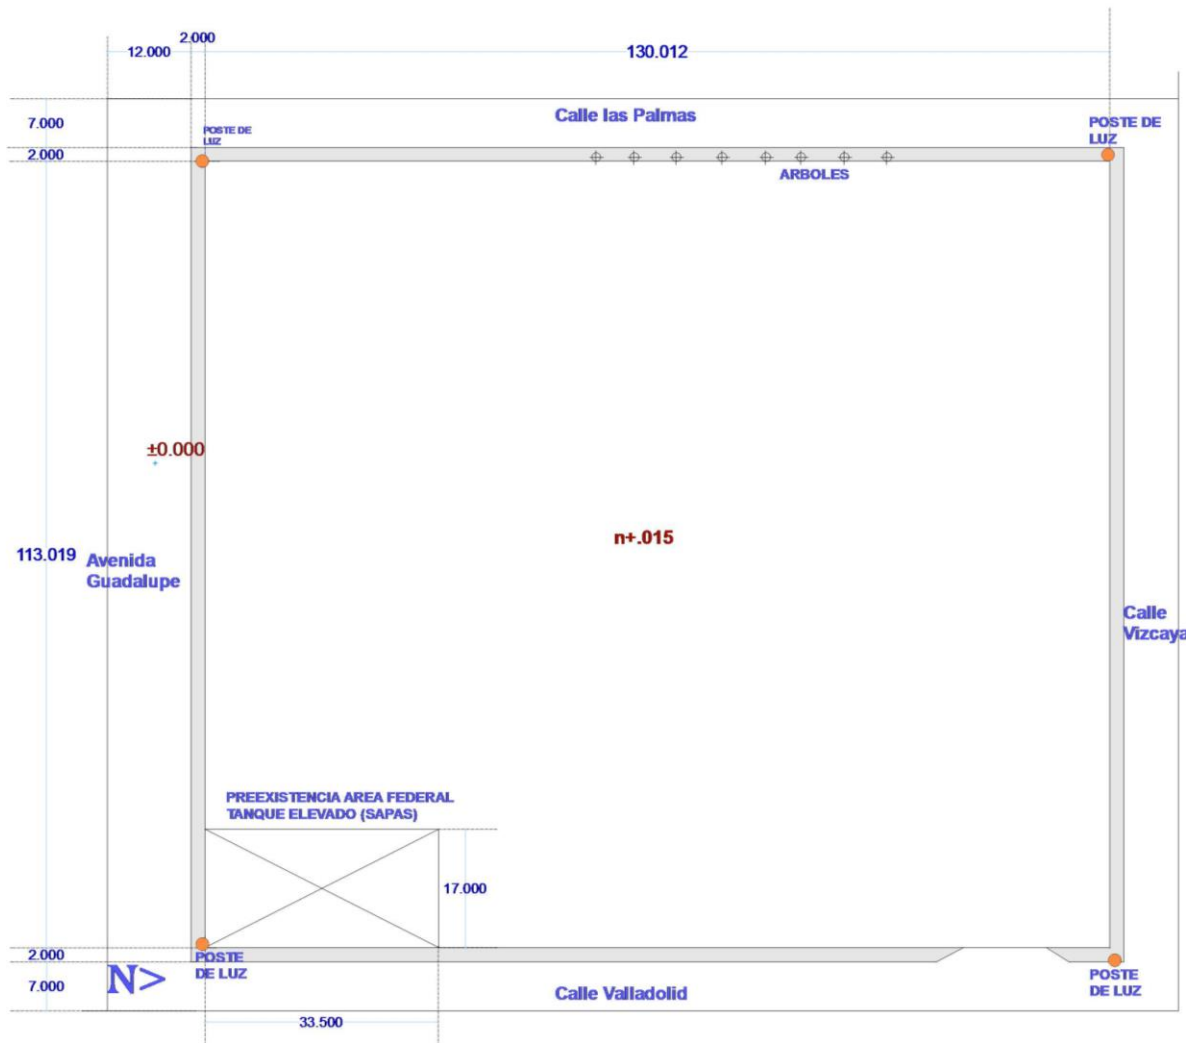 2.000
12.000
130.012
7.000
Calle las Palmas
POSTE DE
LUZ
POSTE DE
LUZ
2.000
ARBOLES
±0.000
n+.015
113.019
Avenida
Guadalupe
Calle
Vizcaya
PREEXISTENCIA AREA FEDERAL
TANQUE ELEVADO (SAPAS)
17.000
2.000
POSTE
DE LUZ
7.000
N>
Calle Valladolid
POSTE
DE LUZ
33.500